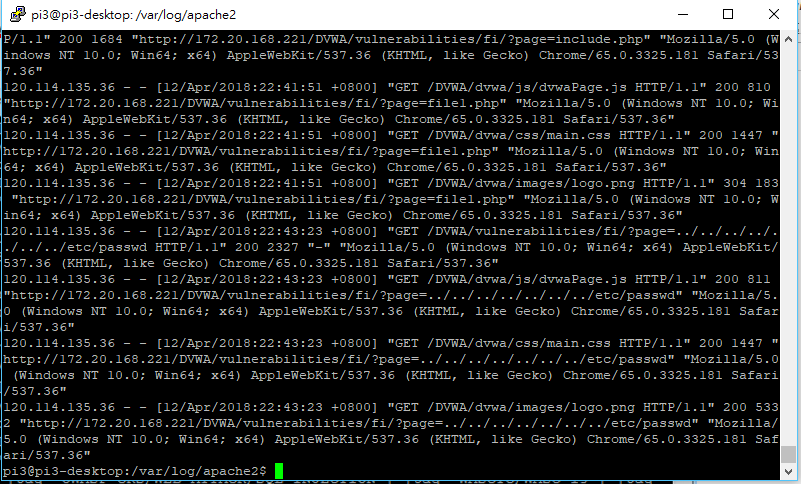 pi3@pi3-desktop: /var/log/apache2
P/1.1" 200 1684 "http://172.20.168.221/DVWA/vulnerabilities/fi/?page=include.php" "Mozilla/5.0 (W
indows NT 10.0; Win64; x64) AppleWebKit/537.36 (KHTML, like Gecko) Chrome/65.0.3325.181 Safari/53
7.36"
120.114.135.36 - - [12/Apr/2018:22:41:51 +0800] "GET /DVWA/dvwa/js/dvwaPage.js HTTP/1.1" 200 810
"http://172.20.168.221/DVWA/vulnerabilities/fi/?page=file1.php" "Mozilla/5.0 (Windows NT 10.0; Wi
n64; x64) AppleWebKit/537.36 (KHTML, like Gecko) Chrome/65.0.3325.181 Safari/537.36"
120.114.135.36 - - [12/Apr/2018:22:41:51 +0800] "GET /DVWA/dvwa/css/main.css HTTP/1.1" 200 1447 "
http://172.20.168.221/DVWA/vulnerabilities/fi/?page=file1.php" "Mozilla/5.0 (Windows NT 10.0; Win
64; x64) AppleWebKit/537.36 (KHTML, like Gecko) Chrome/65.0.3325.181 Safari/537.36"
120.114.135.36 - - [12/Apr/2018:22:41:51 +0800] "GET /DVWA/dvwa/images/logo.png HTTP/1.1" 304 183
"http://172.20.168.221/DVWA/vulnerabilities/fi/?page=file1.php" "Mozilla/5.0 (Windows NT 10.0; W
in64; x64) AppleWebKit/537.36 (KHTML, like Gecko) Chrome/65.0.3325.181 Safari/537.36"
120.114.135.36 - - [12/Apr/2018:22:43:23 +0800] "GET /DVWA/vulnerabilities/fi/?page=../../../../.
./../../etc/passwd HTTP/1.1" 200 2327 "-" "Mozilla/5.0 (Windows NT 10.0; Win64; x64) AppleWebKit/
537.36 (KHTML, like Gecko) Chrome/65.0.3325.181 Safari/537.36"
120.114.135.36 - - [12/Apr/2018:22:43:23 +0800] "GET /DVWA/dvwa/js/dvwaPage.js HTTP/1.1" 200 811
"http://172.20.168.221/DVWA/vulnerabilities/fi/?page=../../../../../../../etc/passwd" "Mozilla/5.
0 (Windows NT 10.0; Win64; x64) AppleWebKit/537.36 (KHTML, like Gecko) Chrome/65.0.3325.181 Safar
i/537.36"
120.114.135.36 - - [12/Apr/2018:22:43:23 +0800] "GET /DVWA/dvwa/css/main.css HTTP/1.1" 200 1447 "
http://172.20.168.221/DVWA/vulnerabilities/fi/?page=../../../../../../../etc/passwd" "Mozilla/5.0
(Windows NT 10.0; Win64; x64) AppleWebKit/537.36 (KHTML, like Gecko) Chrome/65.0.3325.181 Safari
/537.36"
120.114.135.36 - - [12/Apr/2018:22:43:23 +0800] "GET /DVWA/dvwa/images/logo.png HTTP/1.1" 200 533
2 "http://172.20.168.221/DVWA/vulnerabilities/fi/?page=../../../../../../../etc/passwd" "Mozilla/
5.0 (Windows NT 10.0; Win64; x64) AppleWebKit/537.36 (KHTML, like Gecko) Chrome/65.0.3325.181 Saf
ari/537.36"
pi3@pi3-desktop:/var/log/apache2$